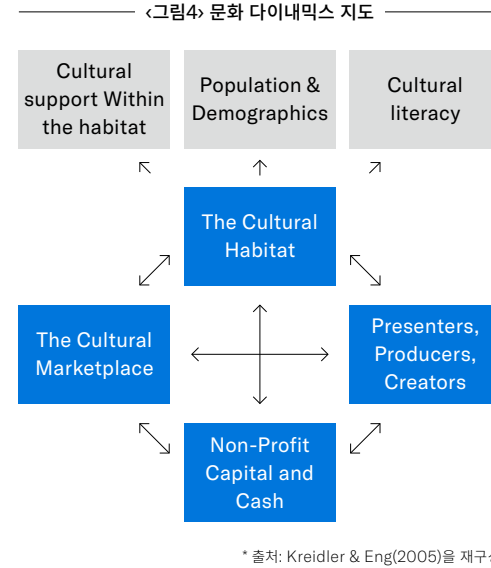 <그림4> 문화 다이내믹스 지도
Cultural
support Within
the habitat
Population &
Demographics
Cultural
literacy
The Cultural
Habitat
The Cultural
Marketplace
Presenters,
Producers,
Creators
Non-Profit
Capital and
Cash
* 출처: Kreidler & Eng(2005)을 재구